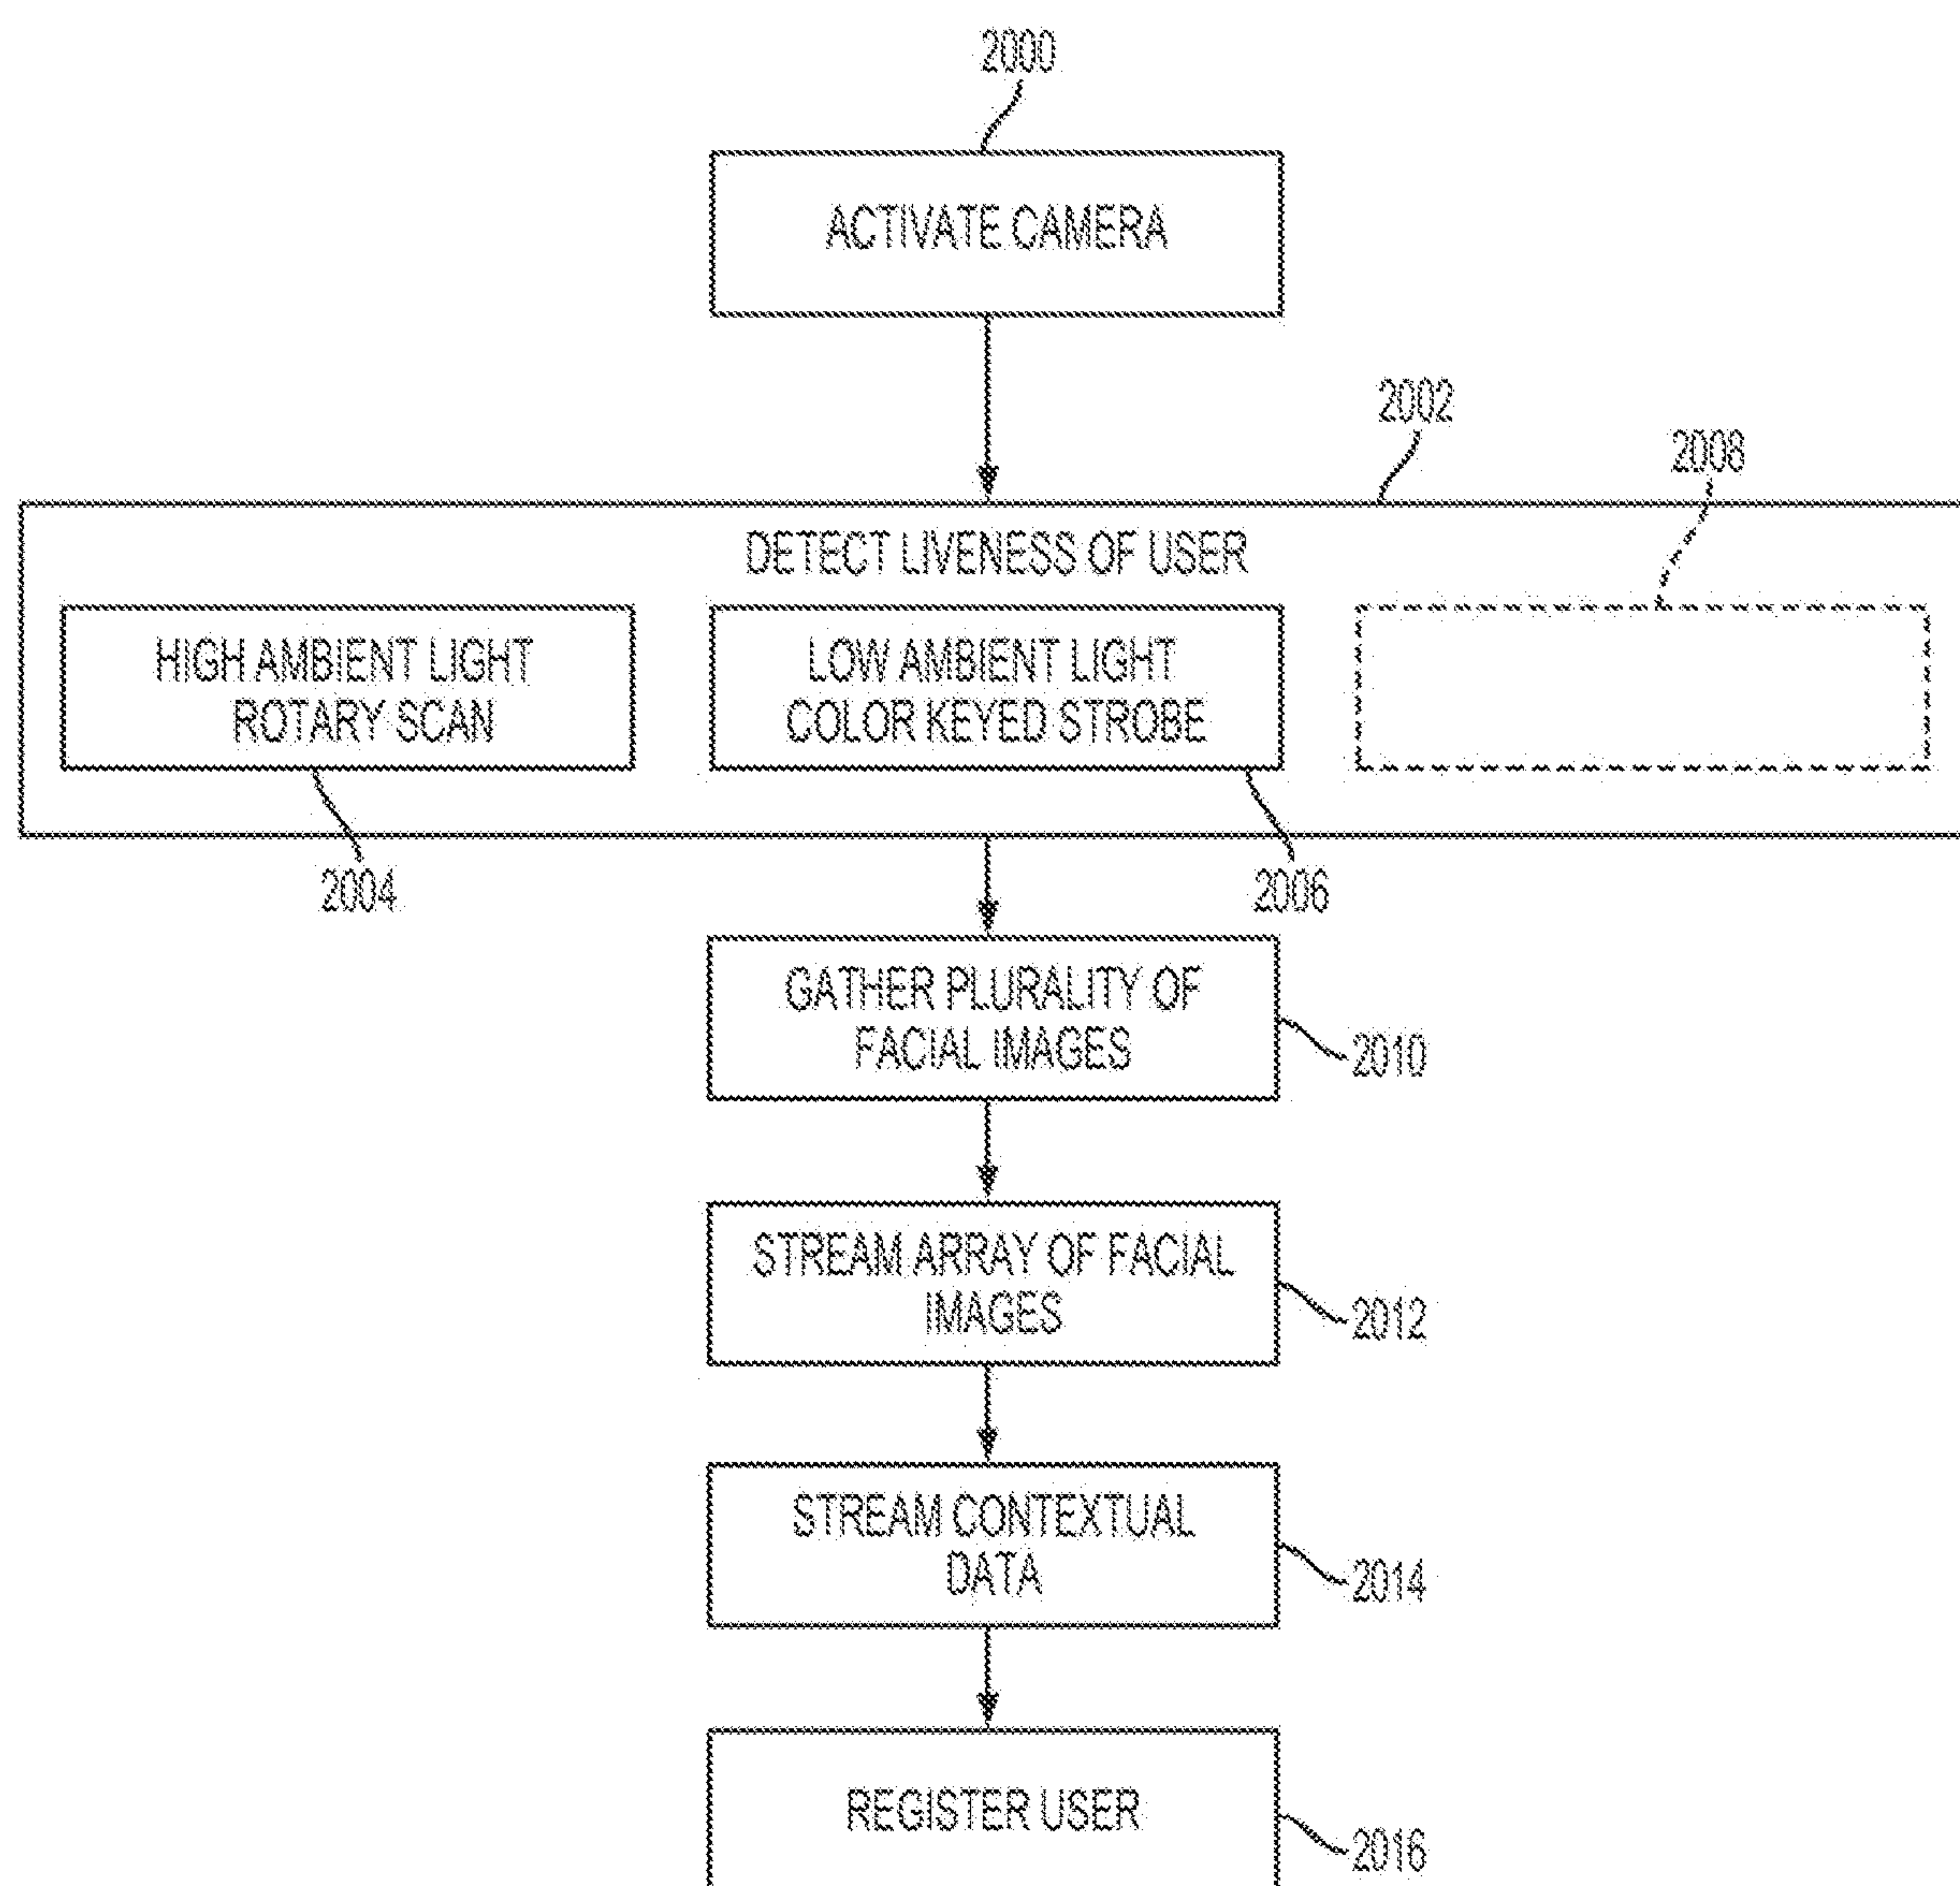 2000
ACTIVATE CAMERA
2002
2008
DETECT LIVENESS OF USER
HIGH AMBIENT LIGHT
ROTARY SCAN
LOW AMBIENT LIGHT
COLOR KEYED STROBE
2004
2006
GATHER PLURALITY OF
FACIAL IMAGES
2010
STREAM ARRAY OF FACIAL
IMAGES
2012
STREAM CONTEXTUAL
DATA
2014
REGISTER USER
2016